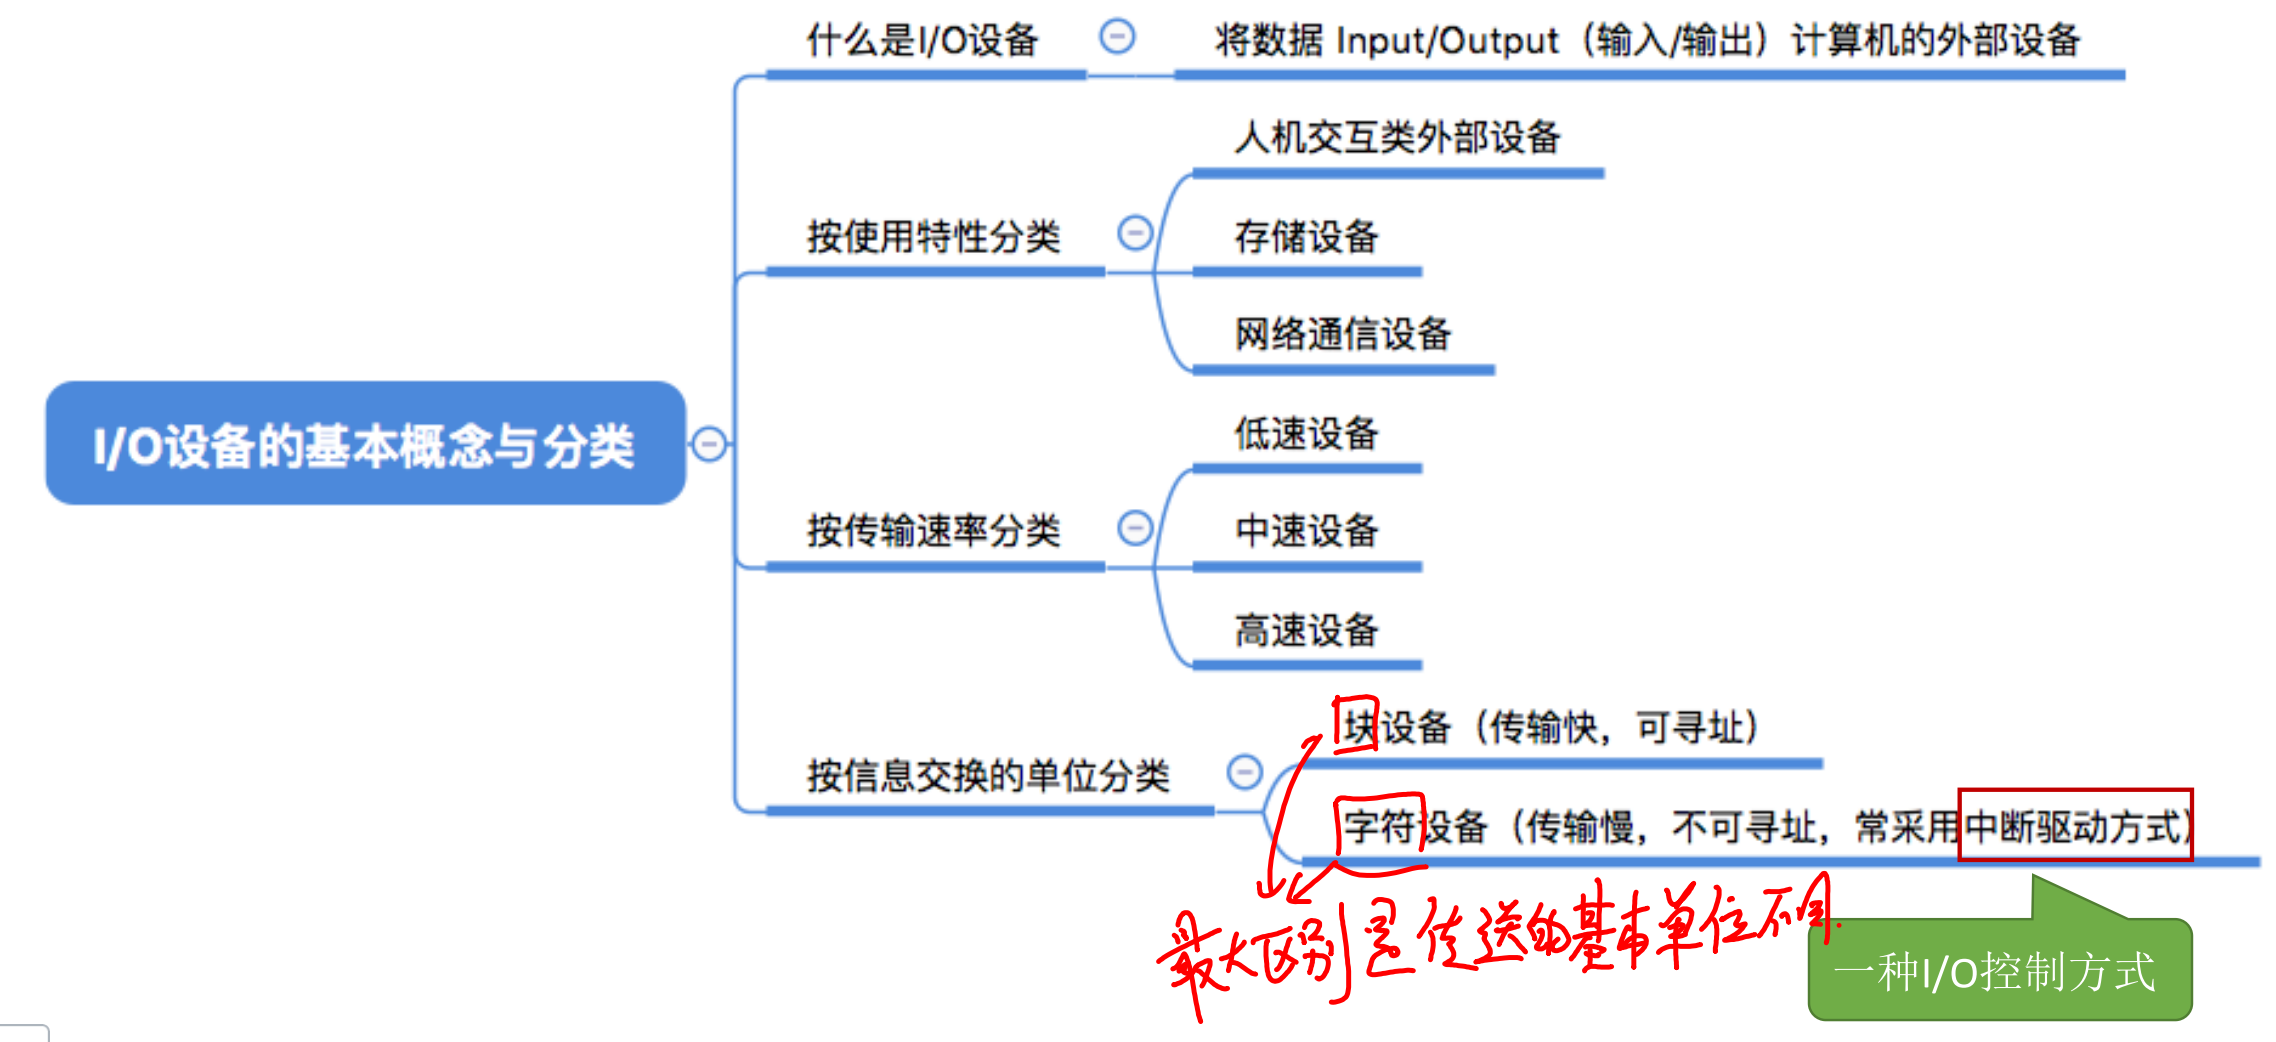 什么是I/O设备
将数据 Input/Output（输入/输出）计算机的外部设备
人机交互类外部设备
按使用特性分类
存储设备
网络通信设备
I/O设备的基本概念与分类
低速设备
按传输速率分类
中速设备
高速设备
按信息交换的单位分类
块设备（传输快，可寻址）
字符设备（传输慢，不可寻址，常采用中断驱动方式）
最大区别是传送的基本单位不同.
一种I/O控制方式